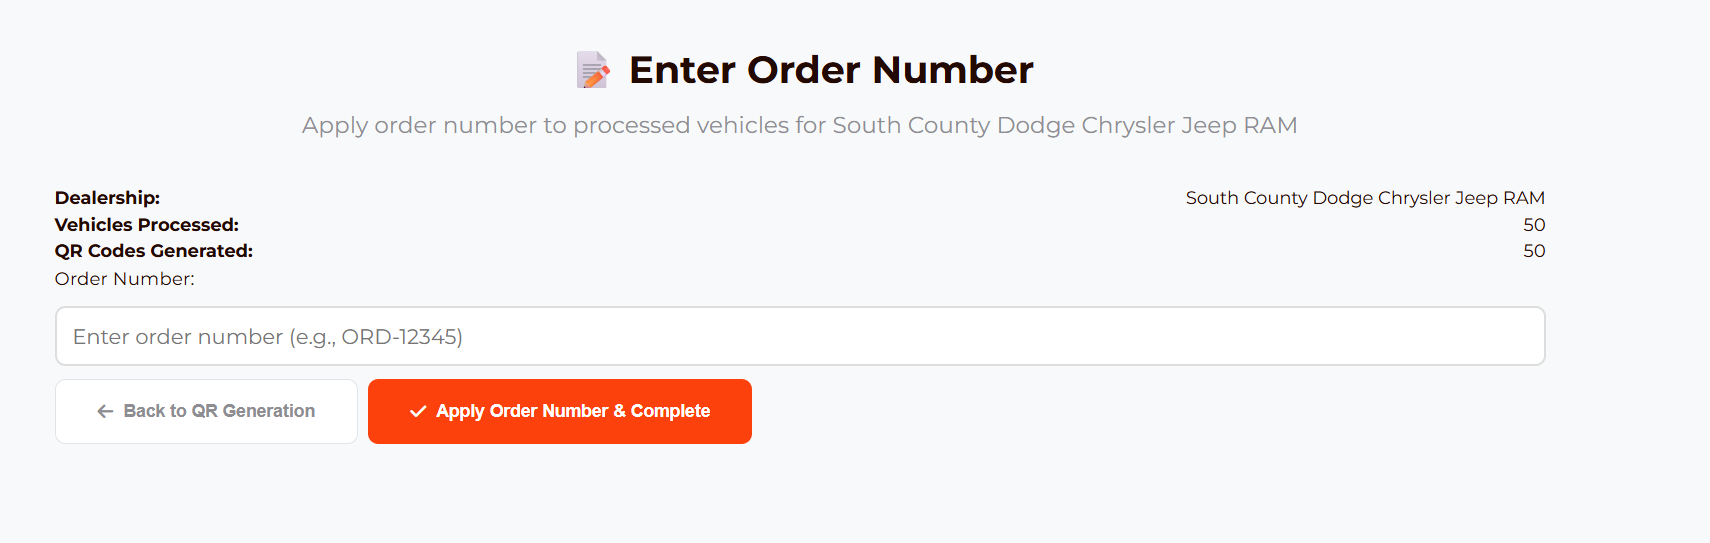 Enter Order Number
Apply order number to processed vehicles for South County Dodge Chrysler Jeep RAM
Dealership: South County Dodge Chrysler Jeep RAM
Vehicles Processed: 50
QR Codes Generated: 50
Order Number:
Enter order number (e.g., ORD-12345)
Back to QR Generation Apply Order Number & Complete